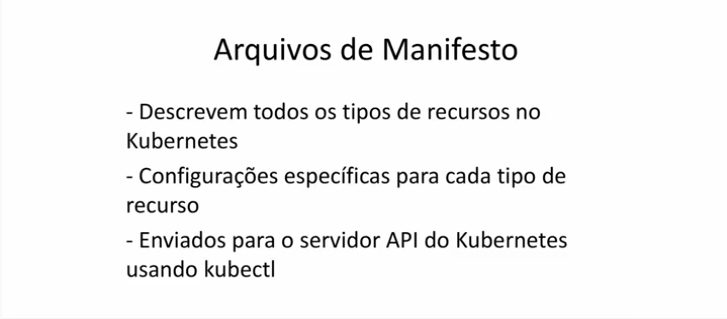 Arquivos de Manifesto
- Descrevem todos os tipos de recursos no
Kubernetes
- Configurações específicas para cada tipo de
recurso
- Enviados para o servidor API do Kubernetes
usando kubectl